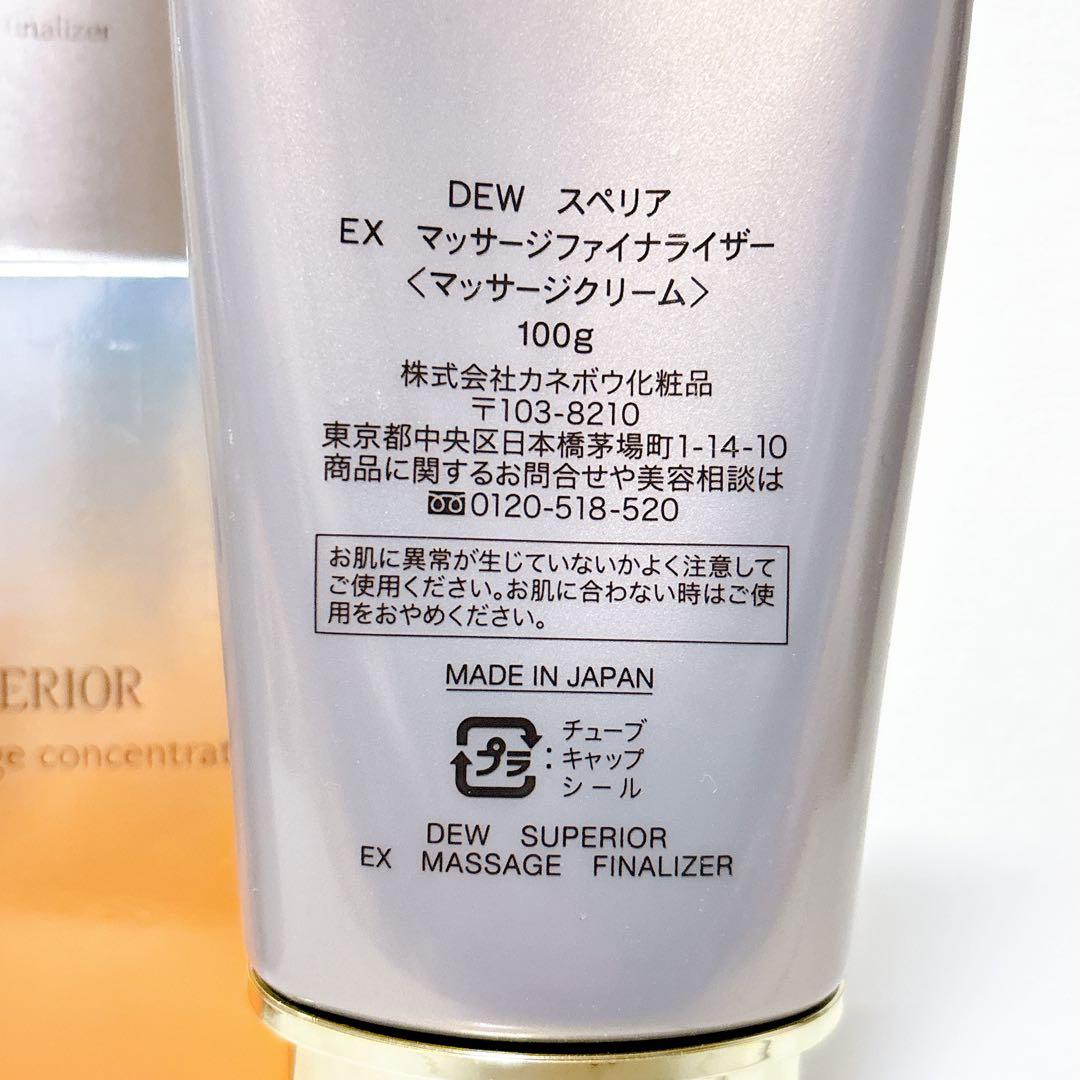 finalizer
ERIOR
ge concentrat
DEW スペリア
EX マッサージファイナライザー
〈マッサージクリーム〉
100g
株式会社カネボウ化粧品
〒103-8210
東京都中央区日本橋茅場町1-14-10
商品に関するお問合せや美容相談は
0120-518-520
お肌に異常が生じていないかよく注意して
ご使用ください。お肌に合わない時はご使
用をおやめください。
MADE IN JAPAN
プラ : チューブ
キャップ
シール
DEW SUPERIOR
EX MASSAGE FINALIZER